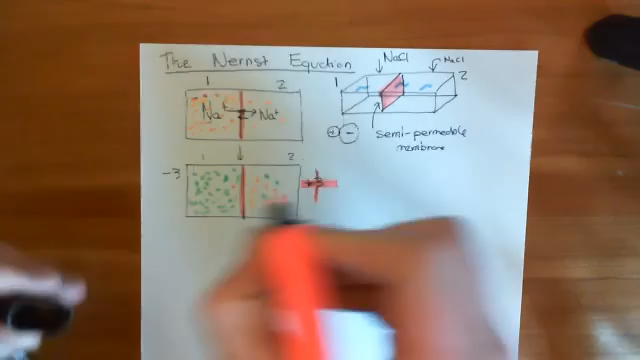 The Nernst Equation
NaCl
NaCl
1
2
1
2
Na+
Na+
+
-
semi-permeable
membrane
1
2
-3